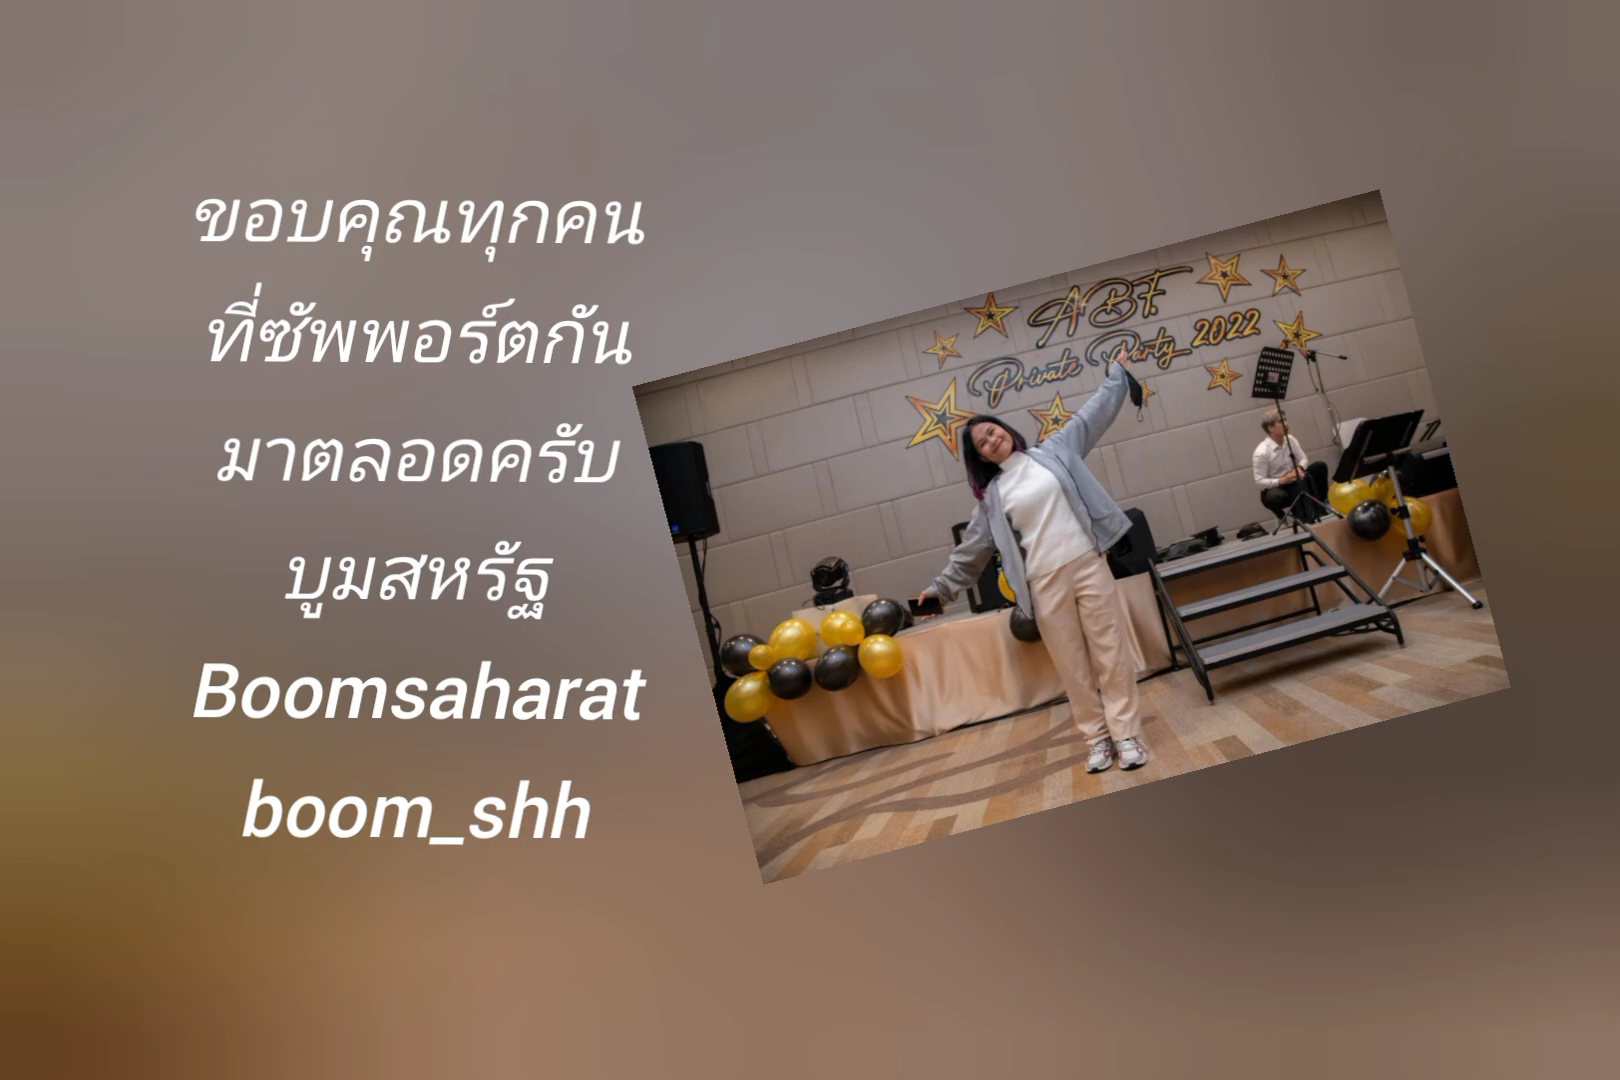 ขอบคุณทุกคน
ที่ซัพพอร์ตกัน
มาตลอดครับ
บูมสหรัฐ
Boomsaharat
boom_shh
ABF
Private Party 2022